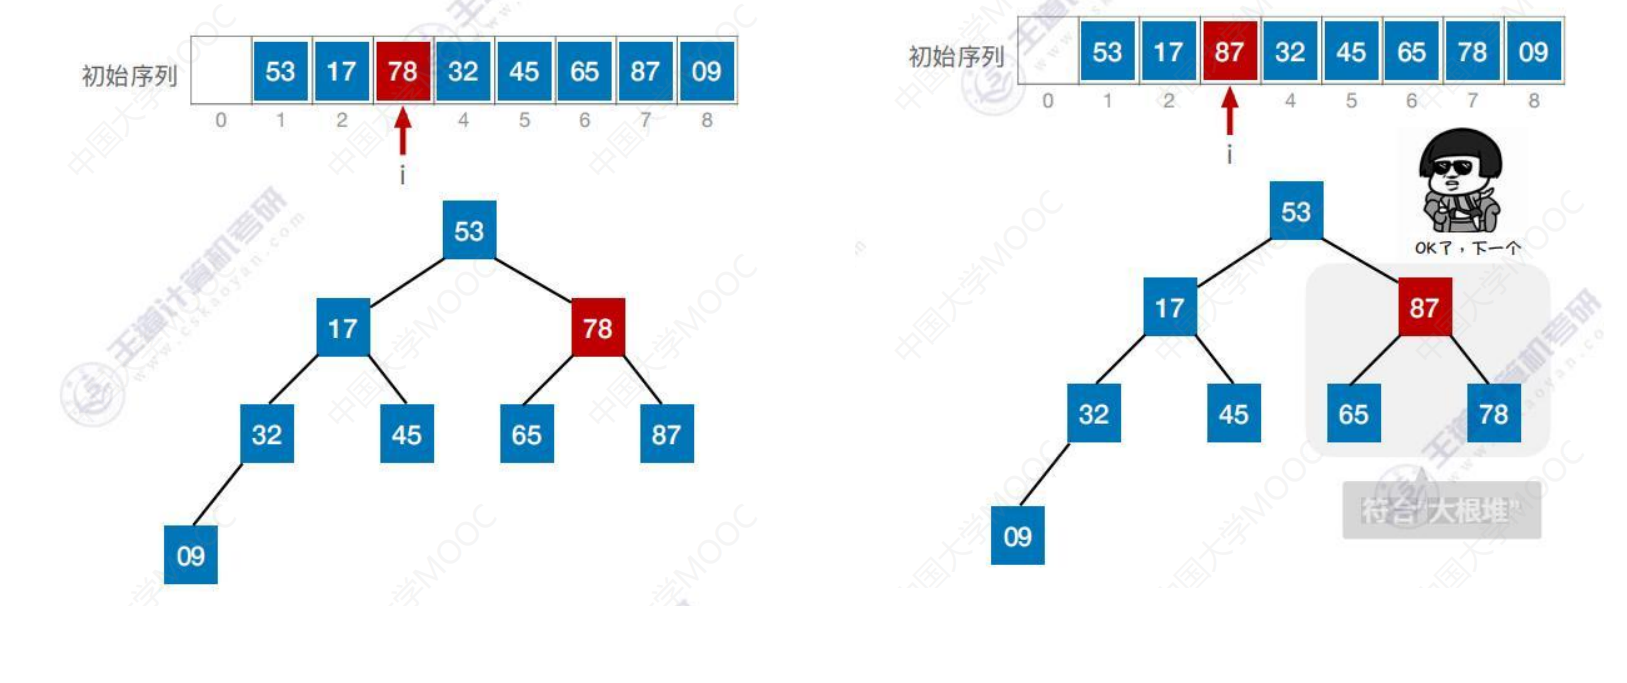 初始序列 53 17 78 32 45 65 87 09
0 1 2 3 4 5 6 7 8
i
53
17 78
32 45 65 87
09
初始序列 53 17 87 32 45 65 78 09
0 1 2 4 5 6 7 8
i
OK了，下一个
53
17 87
32 45 65 78
09
符合"大根堆"
王道计算机考研
www.cskaoyan.com
中国大学MOOC